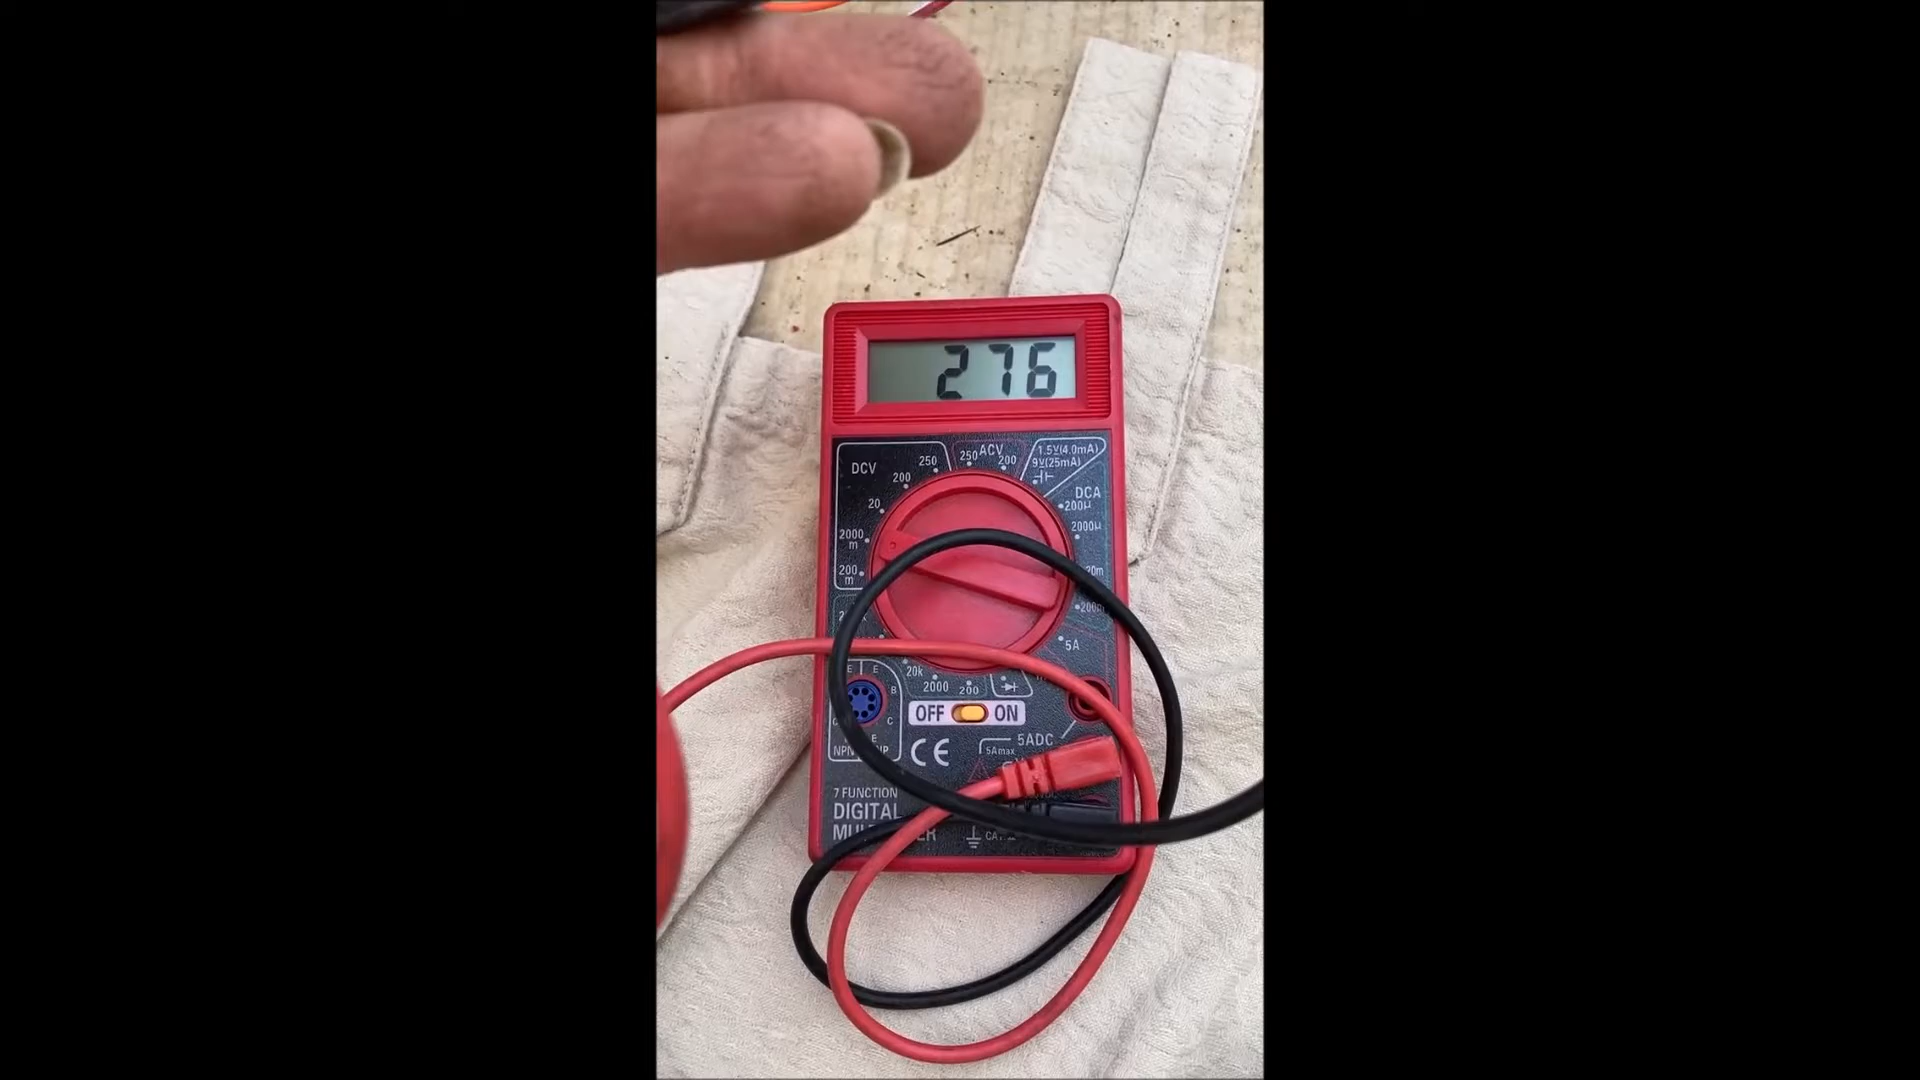 276
DCV
250
250
ACV
200
1.5V(4.0mA)
9V(25mA)
200
20
2000
m
200
m
DCA
200µ
2000µ
20m
200m
5A
20k
2000
200
E E
B
C
E
OFF ON
CE
5ADC
5Amax
7 FUNCTION
DIGITAL